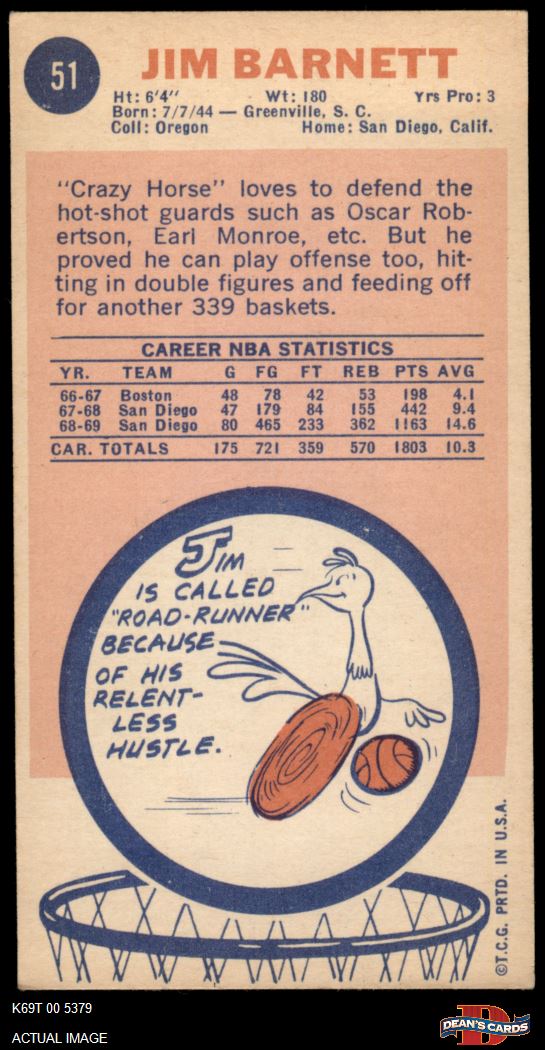 51
JIM BARNETT
Ht: 6'4" Wt: 180 Yrs Pro: 3
Born: 7/7/44 — Greenville, S. C.
Coll: Oregon Home: San Diego, Calif.
"Crazy Horse" loves to defend the
hot-shot guards such as Oscar Rob-
ertson, Earl Monroe, etc. But he
proved he can play offense too, hit-
ting in double figures and feeding off
for another 339 baskets.
CAREER NBA STATISTICS
YR. TEAM G FG FT REB PTS AVG
66-67 Boston 48 78 42 53 198 4.1
67-68 San Diego 47 179 84 155 442 9.4
68-69 San Diego 80 465 233 362 1163 14.6
CAR. TOTALS 175 721 359 570 1803 10.3
JIM
IS CALLED
"ROAD-RUNNER"
BECAUSE
OF HIS
RELENT-
LESS
HUSTLE.
©T.C.G. PRTD. IN U.S.A.
K69T 00 5379
ACTUAL IMAGE
D
DEAN'S CARDS